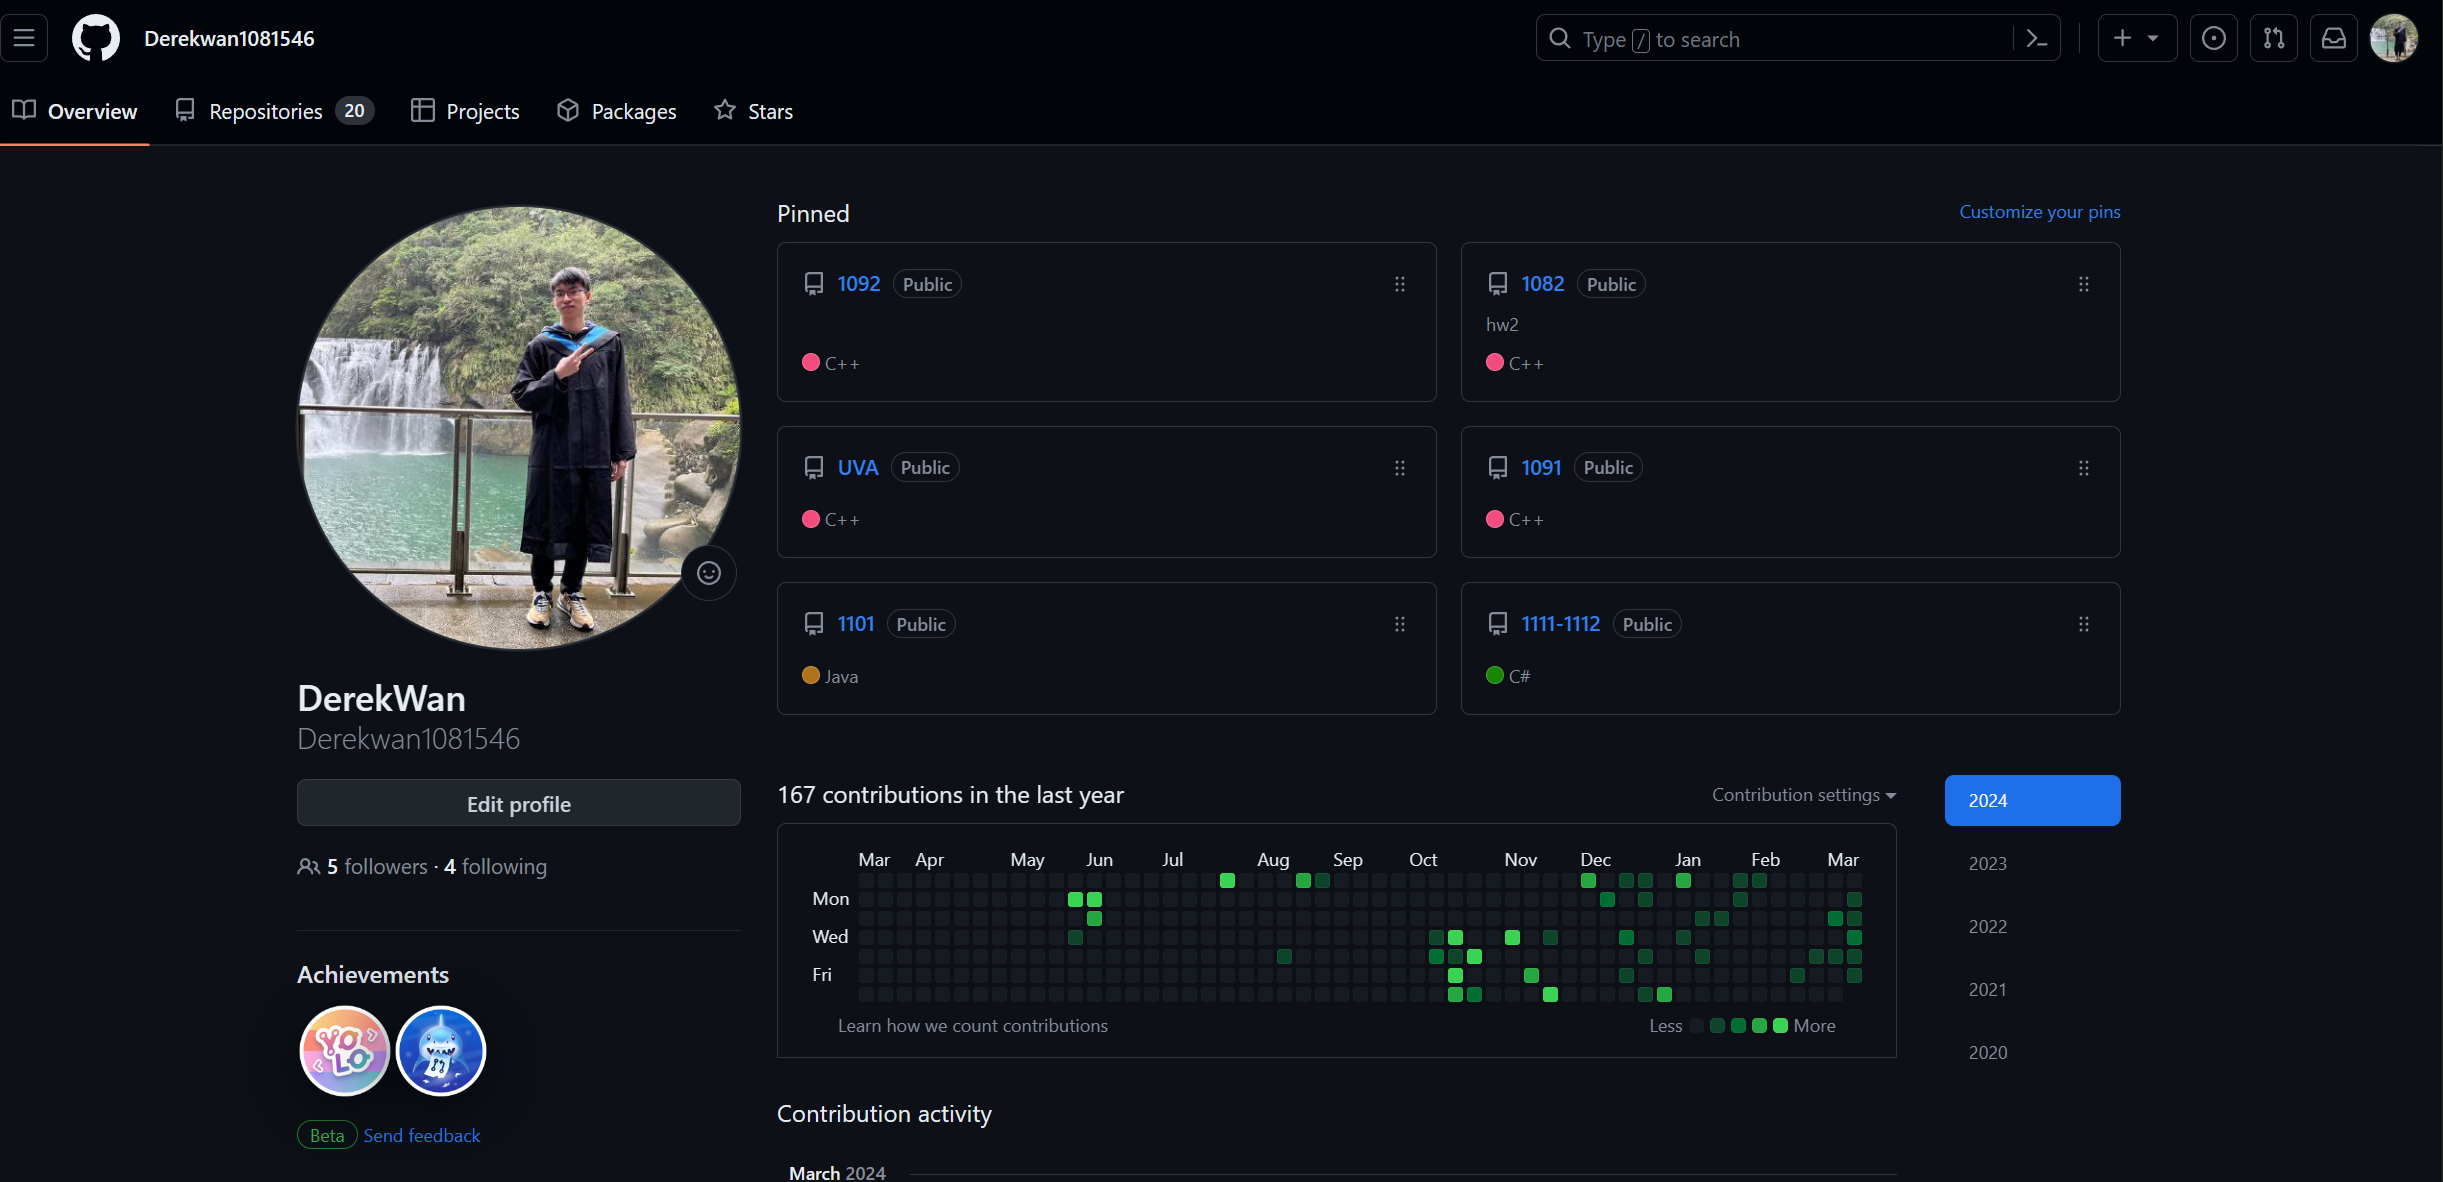 Derekwan1081546
Type / to search
Overview
Repositories 20
Projects
Packages
Stars
DerekWan
Derekwan1081546
Edit profile
5 followers · 4 following
Achievements
YOLO
Beta Send feedback
Pinned
Customize your pins
1092 Public
C++
1082 Public
hw2
C++
UVA Public
C++
1091 Public
C++
1101 Public
Java
1111-1112 Public
C#
167 contributions in the last year
Contribution settings
Mar Apr May Jun Jul Aug Sep Oct Nov Dec Jan Feb Mar
Mon
Wed
Fri
Learn how we count contributions
Less More
2024
2023
2022
2021
2020
Contribution activity
March 2024